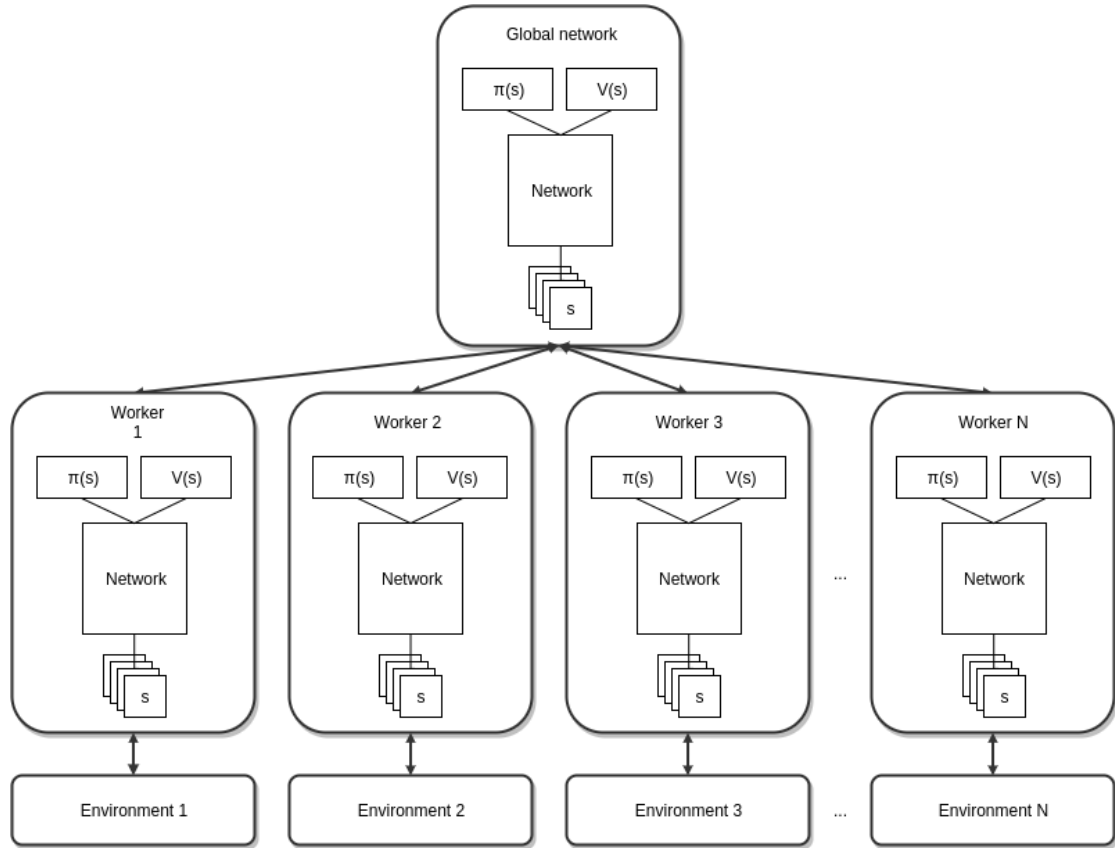 Global network
π(s)
V(s)
Network
s
Worker
1
π(s)
V(s)
Network
s
Worker 2
π(s)
V(s)
Network
s
Worker 3
π(s)
V(s)
Network
s
...
Worker N
π(s)
V(s)
Network
s
Environment 1
Environment 2
Environment 3
...
Environment N